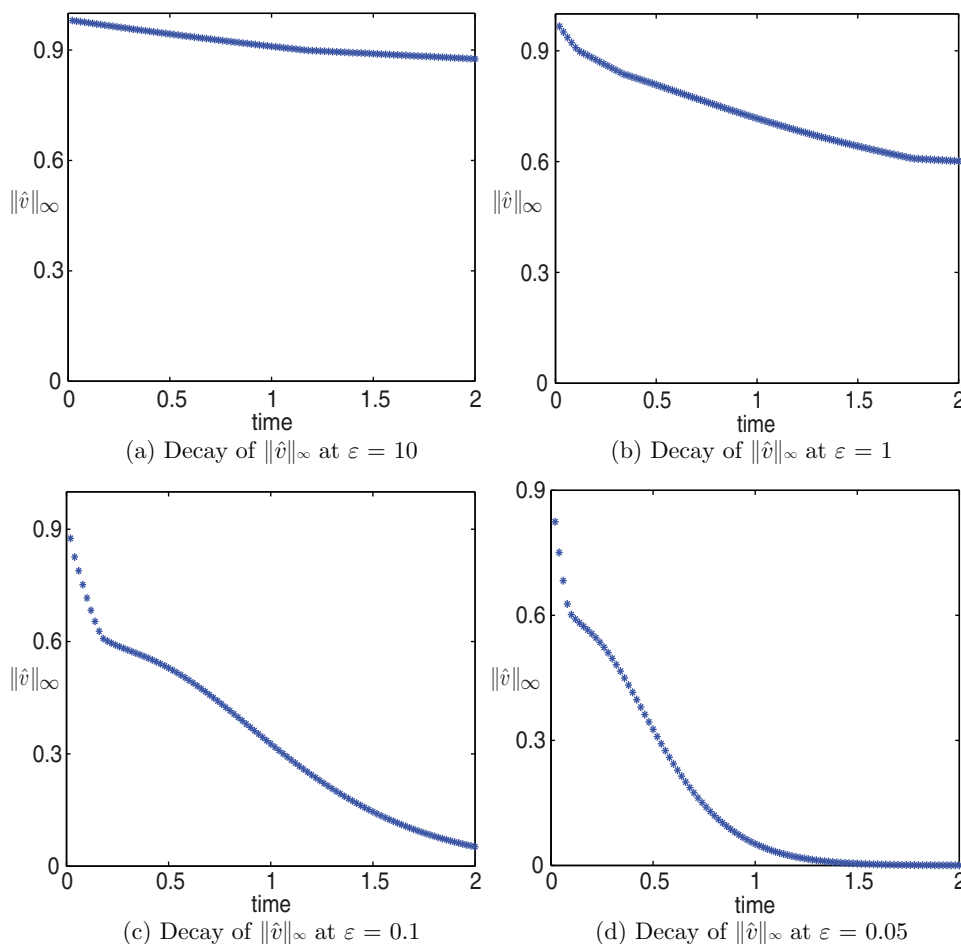 0.9
0.6
‖v̂‖∞
0.3
0
0 0.5 1 1.5 2
time
(a) Decay of ‖v̂‖∞ at ε = 10
0.9
0.6
‖v̂‖∞
0.3
0
0 0.5 1 1.5 2
time
(b) Decay of ‖v̂‖∞ at ε = 1
0.9
0.6
‖v̂‖∞
0.3
0
0 0.5 1 1.5 2
time
(c) Decay of ‖v̂‖∞ at ε = 0.1
0.9
0.6
‖v̂‖∞
0.3
0
0 0.5 1 1.5 2
time
(d) Decay of ‖v̂‖∞ at ε = 0.05